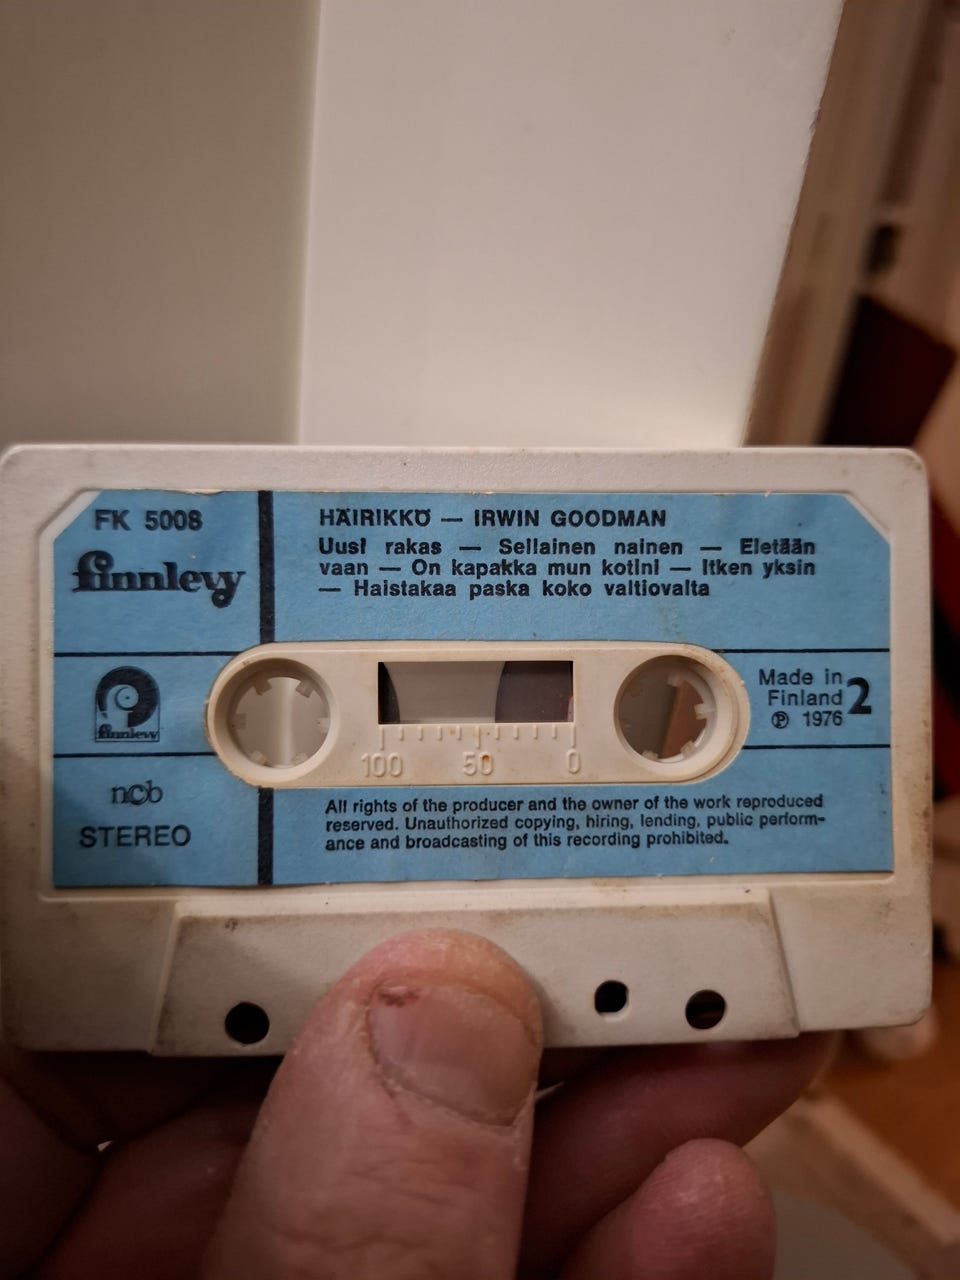 FK 5008
finnlevy
HÄIRIKKÖ — IRWIN GOODMAN
Uusi rakas — Sellainen nainen — Eletään
vaan — On kapakka mun kotini — Itken yksin
— Haistakaa paska koko valtiovalta
finnlevy
Made in
Finland
℗ 1976
2
100 50 0
ncb
STEREO
All rights of the producer and the owner of the work reproduced
reserved. Unauthorized copying, hiring, lending, public perform-
ance and broadcasting of this recording prohibited.